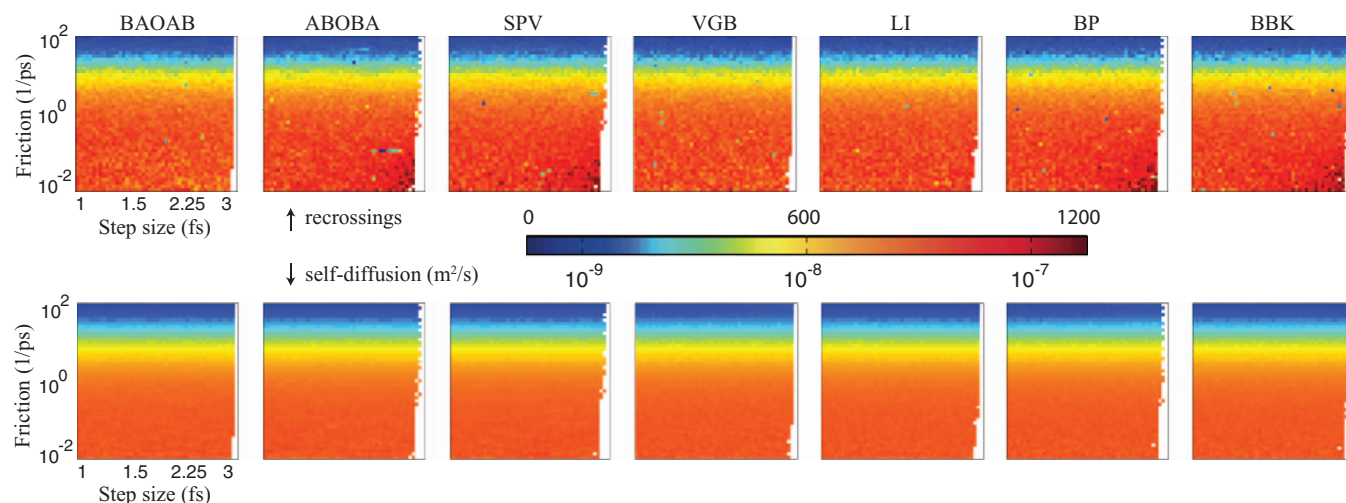 BAOAB ABOBA SPV VGB LI BP BBK
Friction (1/ps)
10²
10⁰
10⁻²
1 1.5 2.25 3
Step size (fs)
↑ recrossings
0 600 1200
↓ self-diffusion (m²/s)
10⁻⁹ 10⁻⁸ 10⁻⁷
Friction (1/ps)
10²
10⁰
10⁻²
1 1.5 2.25 3
Step size (fs)